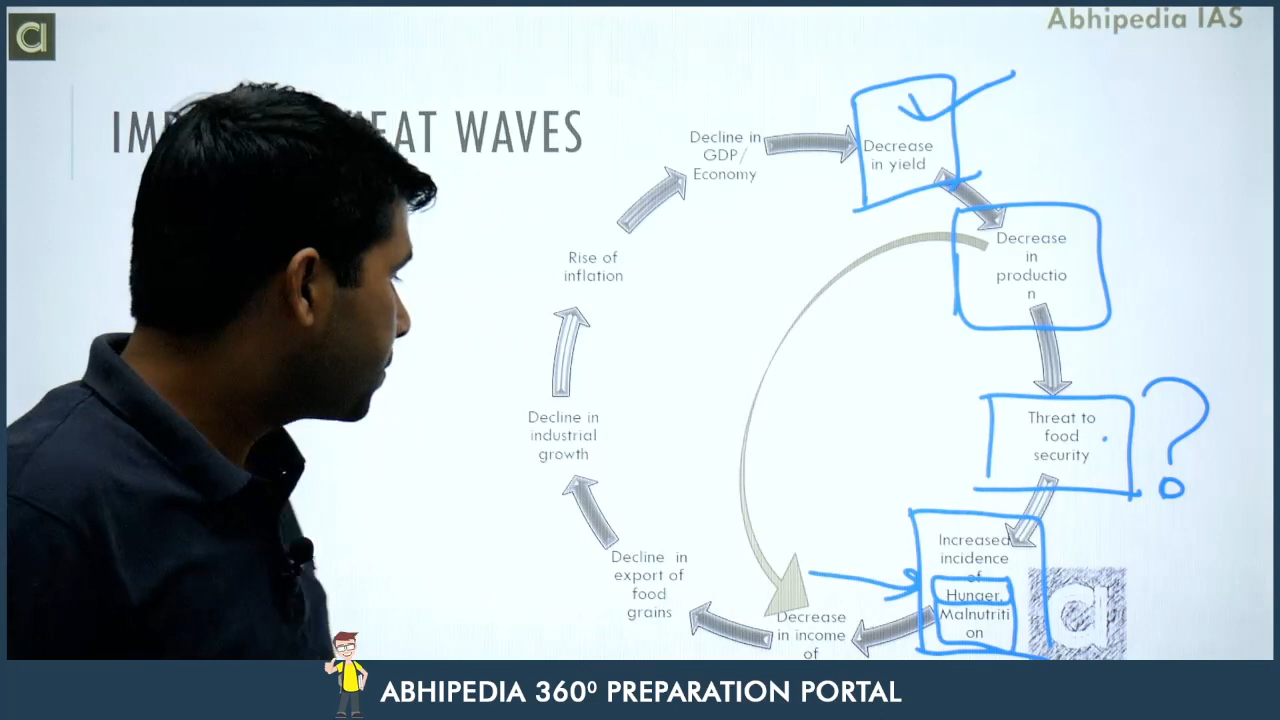 Abhipedia IAS
EAT WAVES
Decline in
GDP/
Economy
Decrease
in yield
Decrease
in
productio
n
Threat to
food
security
?
Increased
incidence
of
Hunger,
Malnutriti
on
Decrease
in income
of
Decline in
export of
food
grains
Decline in
industrial
growth
Rise of
inflation
ABHIPEDIA 360⁰ PREPARATION PORTAL